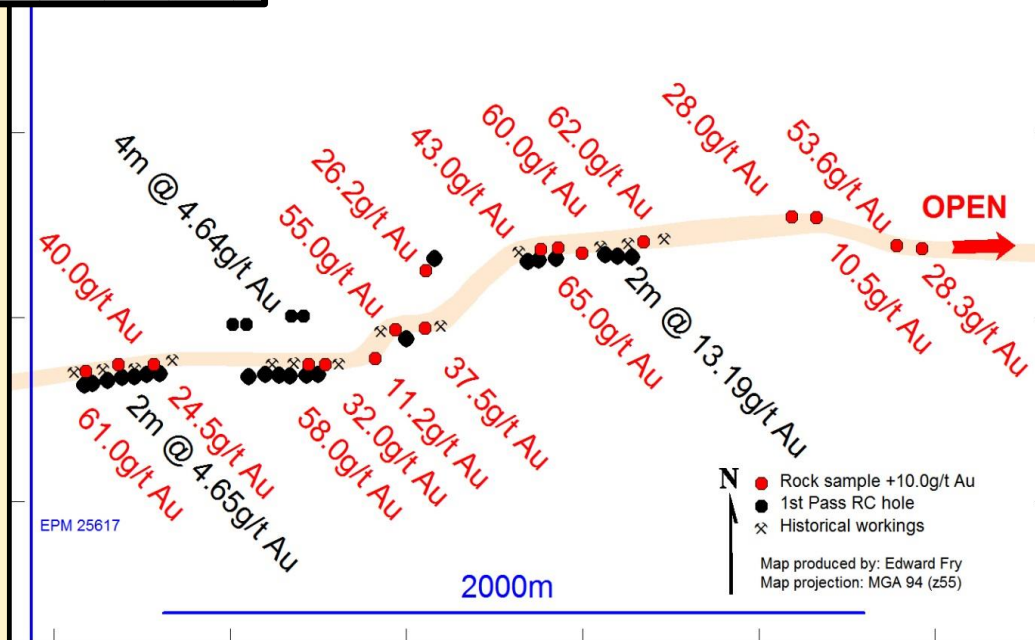 28.0g/t Au
53.6g/t Au
62.0g/t Au
60.0g/t Au
43.0g/t Au
26.2g/t Au
4m @ 4.64g/t Au
55.0g/t Au
40.0g/t Au
OPEN
10.5g/t Au
28.3g/t Au
65.0g/t Au
2m @ 13.19g/t Au
37.5g/t Au
11.2g/t Au
32.0g/t Au
58.0g/t Au
24.5g/t Au
2m @ 4.65g/t Au
61.0g/t Au
EPM 25617
N
Rock sample +10.0g/t Au
1st Pass RC hole
Historical workings
Map produced by: Edward Fry
Map projection: MGA 94 (z55)
2000m